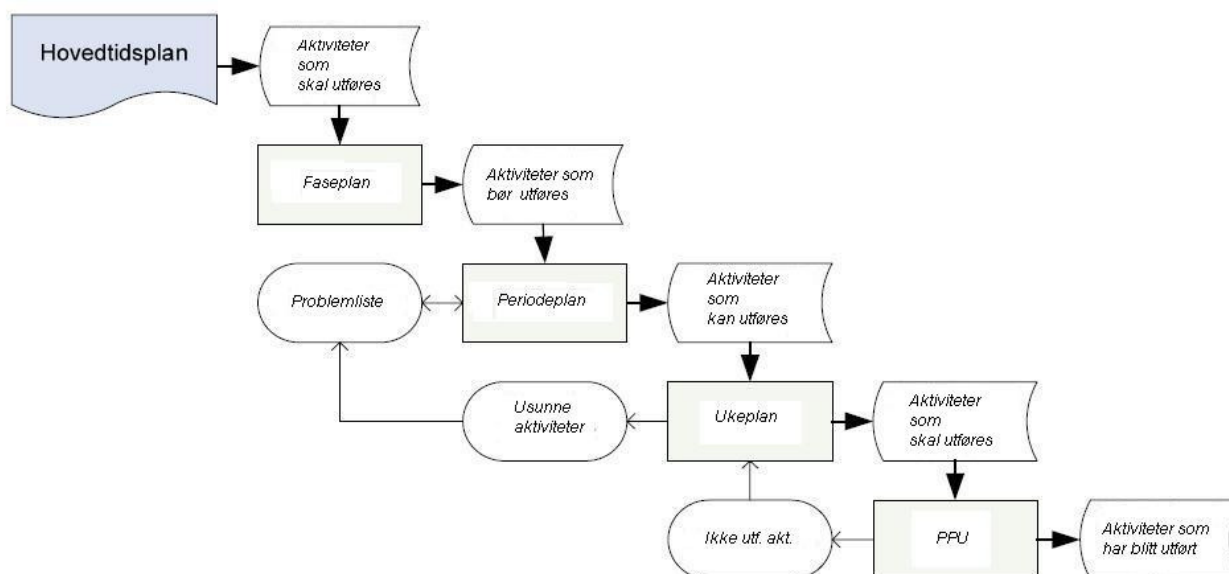 Hovedtidsplan
Aktiviteter
som
skal utføres
Faseplan
Aktiviteter som
bør utføres
Problemliste
Periodeplan
Aktiviteter
som
kan utføres
Usunne
aktiviteter
Ukeplan
Aktiviteter
som
skal utføres
Ikke utf. akt.
PPU
Aktiviteter som
har blitt utført